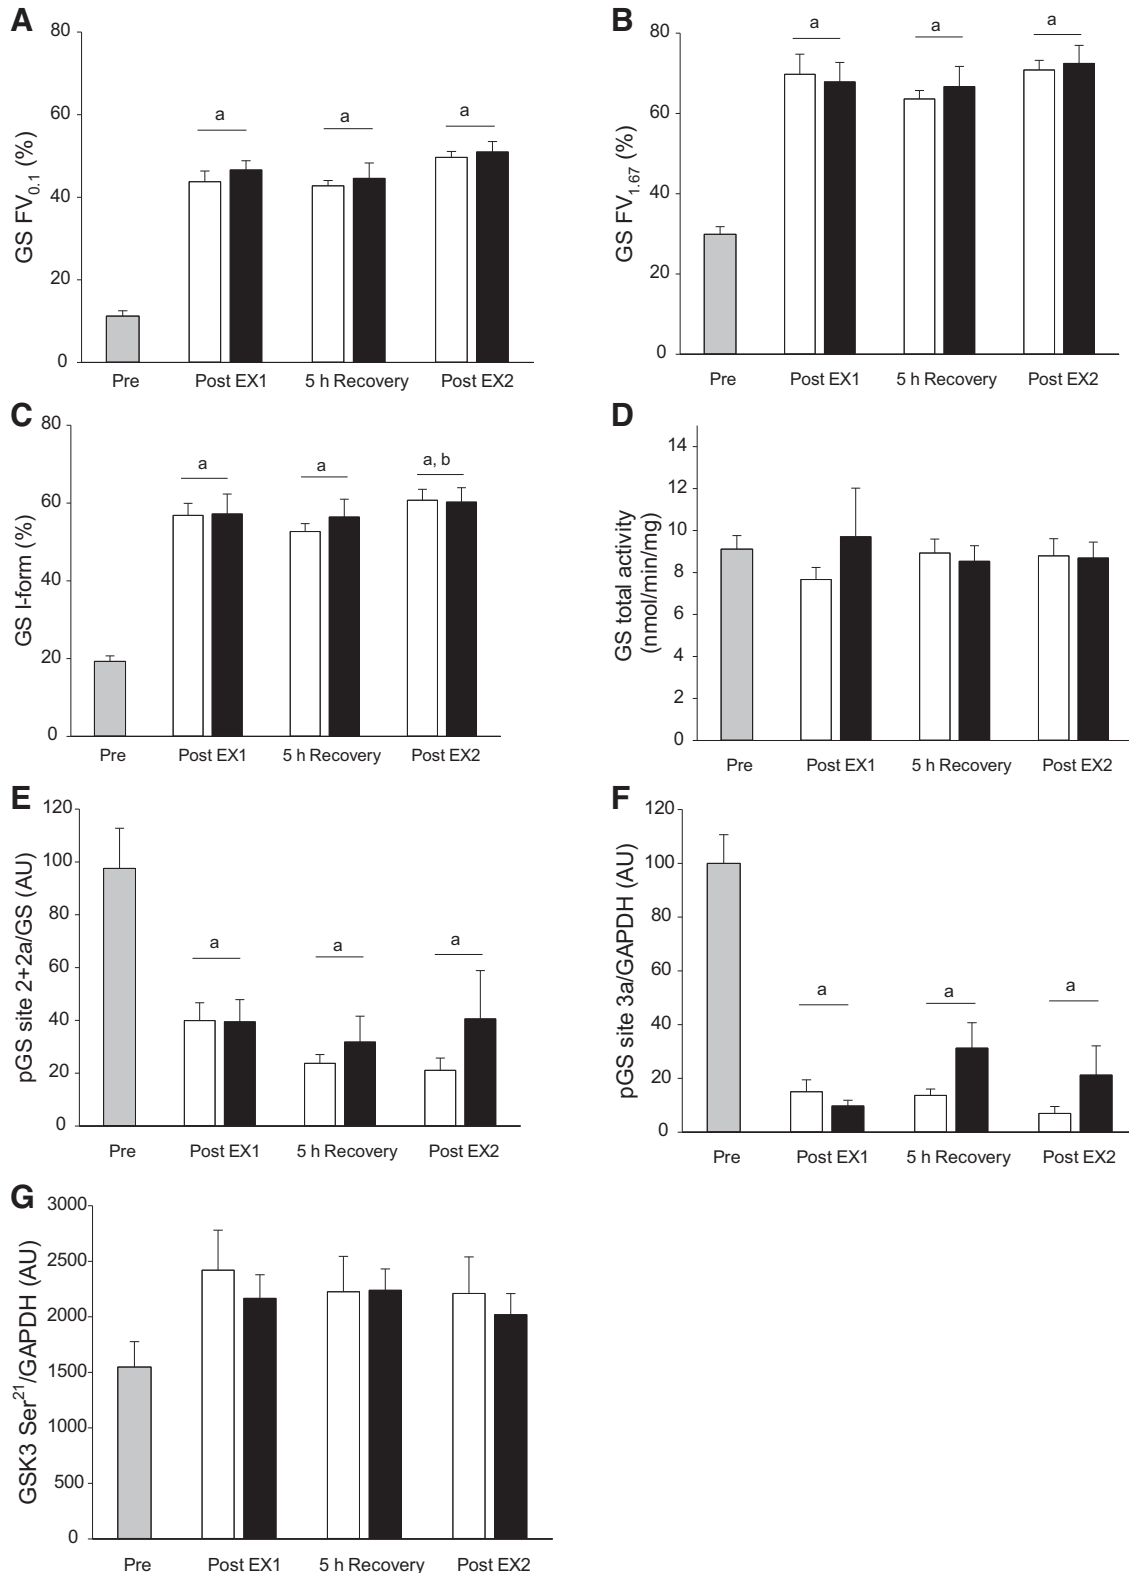 A
GS FV0.1 (%)
80
60
40
20
0
a
a
a
Pre
Post EX1
5 h Recovery
Post EX2
B
GS FV1.67 (%)
80
60
40
20
0
a
a
a
Pre
Post EX1
5 h Recovery
Post EX2
C
GS I-form (%)
80
60
40
20
0
a
a
a, b
Pre
Post EX1
5 h Recovery
Post EX2
D
GS total activity
(nmol/min/mg)
14
12
10
8
6
4
2
0
Pre
Post EX1
5 h Recovery
Post EX2
E
pGS site 2+2a/GS (AU)
120
100
80
60
40
20
0
a
a
a
Pre
Post EX1
5 h Recovery
Post EX2
F
pGS site 3a/GAPDH (AU)
120
100
80
60
40
20
0
a
a
a
Pre
Post EX1
5 h Recovery
Post EX2
G
GSK3 Ser21/GAPDH (AU)
3000
2500
2000
1500
1000
500
0
Pre
Post EX1
5 h Recovery
Post EX2